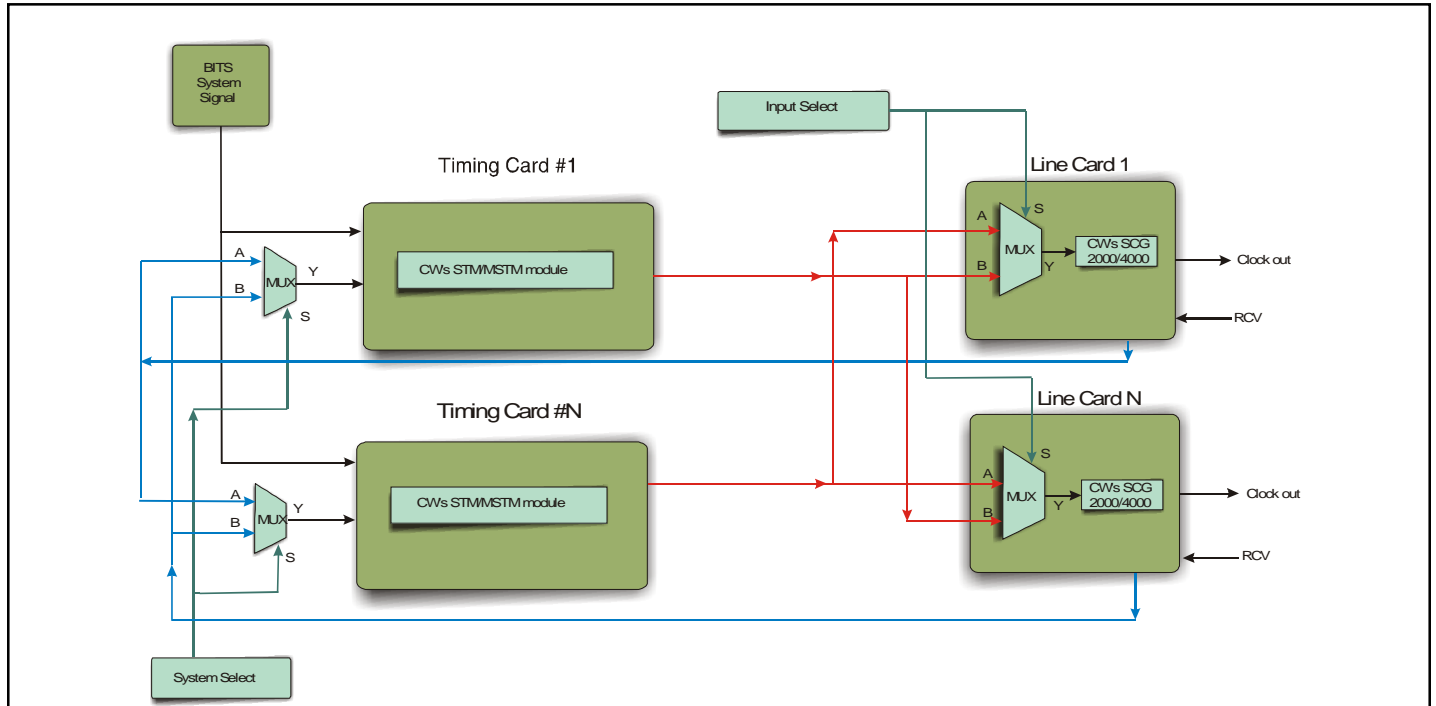 BITS
System
Signal
Input Select
Timing Card #1
Line Card 1
A
MUX
B
Y
S
CWs STM/MSTM module
A
B
MUX
S
Y
CWs SCG
2000/4000
Clock out
RCV
Timing Card #N
Line Card N
A
B
MUX
Y
S
CWs STM/MSTM module
A
B
MUX
S
Y
CWs SCG
2000/4000
Clock out
RCV
System Select